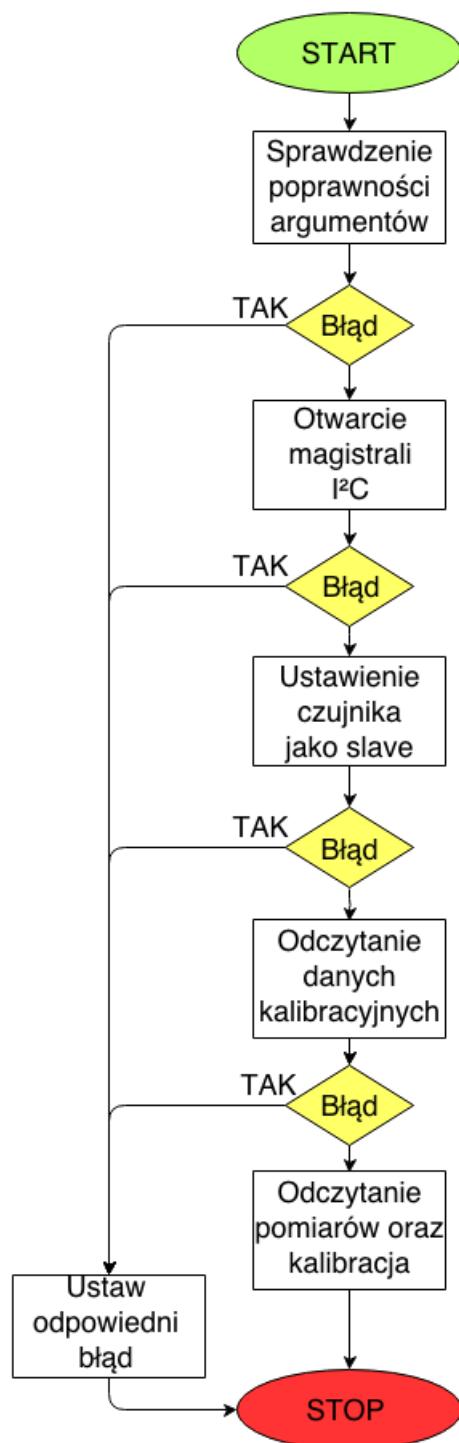 START
Sprawdzenie
poprawności
argumentów
TAK
Błąd
Otwarcie
magistrali
I²C
TAK
Błąd
Ustawienie
czujnika
jako slave
TAK
Błąd
Odczytanie
danych
kalibracyjnych
TAK
Błąd
Odczytanie
pomiarów oraz
kalibracja
Ustaw
odpowiedni
błąd
STOP